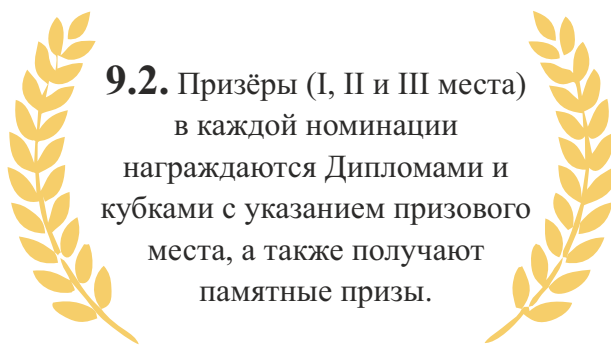 9.2. Призёры (I, II и III места)
в каждой номинации
награждаются Дипломами и
кубками с указанием призового
места, а также получают
памятные призы.